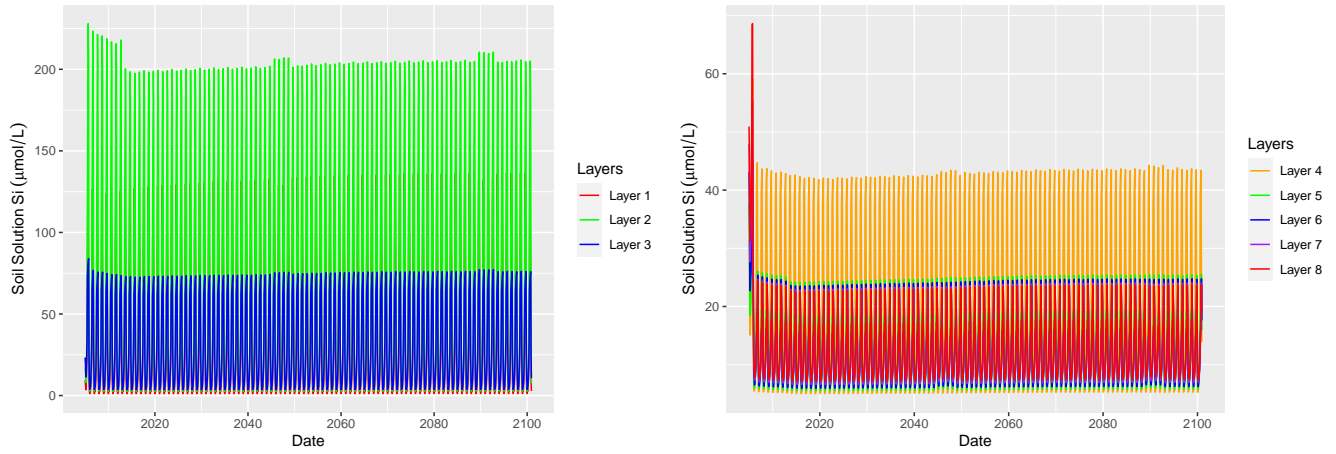 Soil Solution Si (µmol/L)
200
150
100
50
0
2020
2040
2060
2080
2100
Date
Layers
Layer 1
Layer 2
Layer 3
Soil Solution Si (µmol/L)
60
40
20
2020
2040
2060
2080
2100
Date
Layers
Layer 4
Layer 5
Layer 6
Layer 7
Layer 8